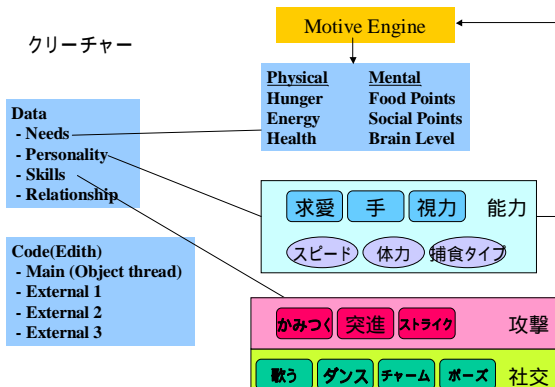 クリーチャー
Motive Engine
Physical Mental
Hunger Food Points
Energy Social Points
Health Brain Level
Data
- Needs
- Personality
- Skills
- Relationship
求愛 手 視力 能力
スピード 体力 捕食タイプ
Code(Edith)
- Main (Object thread)
- External 1
- External 2
- External 3
かみつく 突進 ストライク 攻撃
歌う ダンス チャーム ポーズ 社交